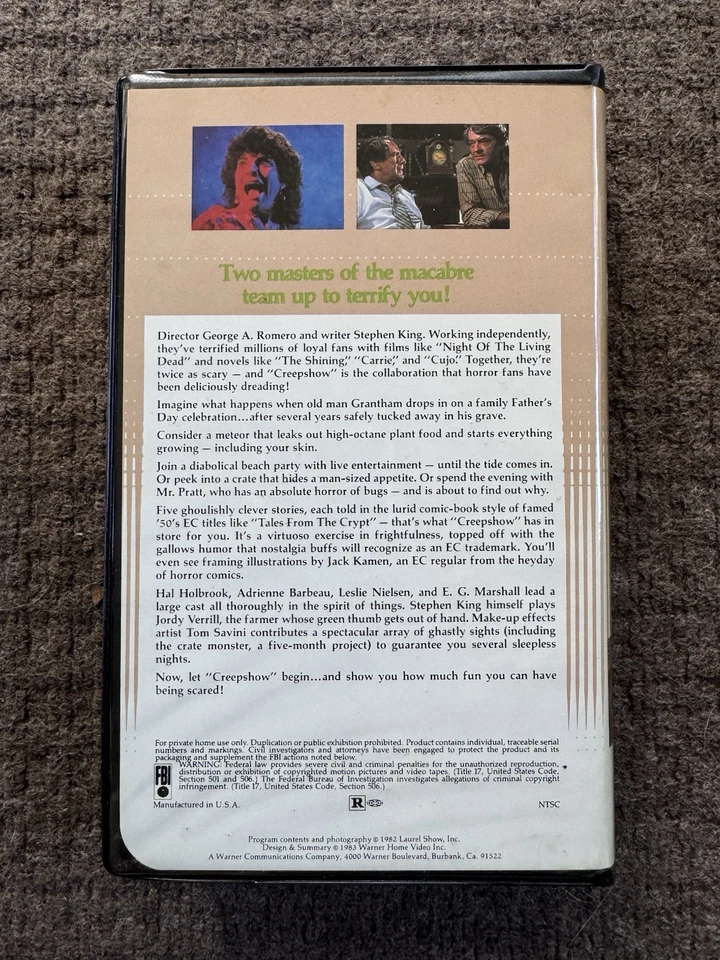 Two masters of the macabre
team up to terrify you!
Director George A. Romero and writer Stephen King. Working independently,
they've terrified millions of loyal fans with films like "Night Of The Living
Dead" and novels like "The Shining," "Carrie," and "Cujo." Together, they're
twice as scary — and "Creepshow" is the collaboration that horror fans have
been deliciously dreading!
Imagine what happens when old man Grantham drops in on a family Father's
Day celebration...after several years safely tucked away in his grave.
Consider a meteor that leaks out high-octane plant food and starts everything
growing — including your skin.
Join a diabolical beach party with live entertainment — until the tide comes in.
Or peek into a crate that hides a man-sized appetite. Or spend the evening with
Mr. Pratt, who has an absolute horror of bugs — and is about to find out why.
Five ghoulishly clever stories, each told in the lurid comic-book style of famed
'50's EC titles like "Tales From The Crypt" — that's what "Creepshow" has in
store for you. It's a virtuoso exercise in frightfulness, topped off with the
gallows humor that nostalgia buffs will recognize as an EC trademark. You'll
even see framing illustrations by Jack Kamen, an EC regular from the heyday
of horror comics.
Hal Holbrook, Adrienne Barbeau, Leslie Nielsen, and E. G. Marshall lead a
large cast all thoroughly in the spirit of things. Stephen King himself plays
Jordy Verrill, the farmer whose green thumb gets out of hand. Make-up effects
artist Tom Savini contributes a spectacular array of ghastly sights (including
the crate monster, a five-month project) to guarantee you several sleepless
nights.
Now, let "Creepshow" begin...and show you how much fun you can have
being scared!
For private home use only. Duplication or public exhibition prohibited. Product contains individual, traceable serial
numbers and markings. Civil investigators and attorneys have been engaged to protect the product and its
packaging and supplement the FBI actions noted below.
FBI
WARNING: Federal law provides severe civil and criminal penalties for the unauthorized reproduction,
distribution or exhibition of copyrighted motion pictures and video tapes. (Title 17, United States Code,
Section 501 and 506.) The Federal Bureau of Investigation investigates allegations of criminal copyright
infringement. (Title 17, United States Code, Section 506.)
Manufactured in U.S.A.
R
NTSC
Program contents and photography © 1982 Laurel Show, Inc.
Design & Summary © 1983 Warner Home Video Inc.
A Warner Communications Company, 4000 Warner Boulevard, Burbank, Ca. 91522